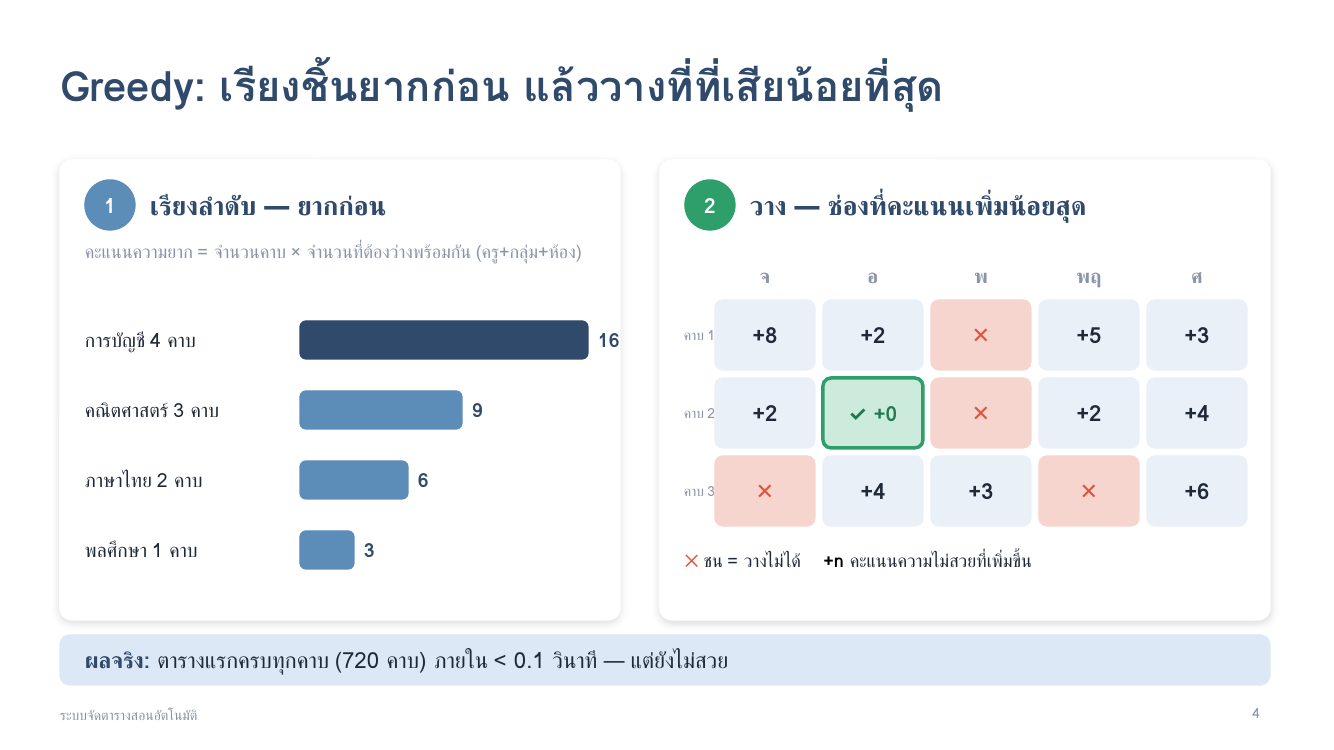 Greedy: เรียงชิ้นยากก่อน แล้ววางที่ที่เสียน้อยที่สุด
1 เรียงลำดับ — ยากก่อน
คะแนนความยาก = จำนวนคาบ × จำนวนที่ต้องว่างพร้อมกัน (ครู+กลุ่ม+ห้อง)
การบัญชี 4 คาบ 16
คณิตศาสตร์ 3 คาบ 9
ภาษาไทย 2 คาบ 6
พลศึกษา 1 คาบ 3
2 วาง — ช่องที่คะแนนเพิ่มน้อยสุด
จ อ พ พฤ ศ
คาบ 1 +8 +2 ✕ +5 +3
คาบ 2 +2 ✓ +0 ✕ +2 +4
คาบ 3 ✕ +4 +3 ✕ +6
✕ ชน = วางไม่ได้ +n คะแนนความไม่สวยที่เพิ่มขึ้น
ผลจริง: ตารางแรกครบทุกคาบ (720 คาบ) ภายใน < 0.1 วินาที — แต่ยังไม่สวย
ระบบจัดตารางสอนอัตโนมัติ 4